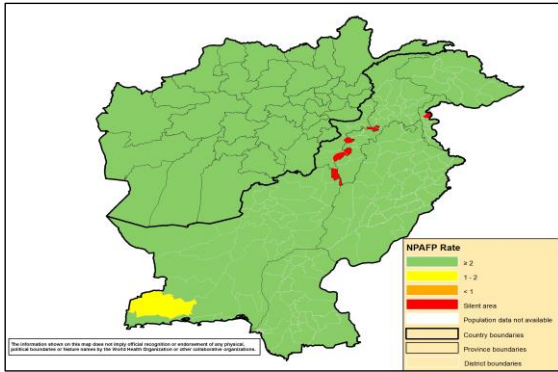 NPAFP Rate
≥ 2
1 - 2
< 1
Silent area
Population data not available
Country boundaries
Province boundaries
District boundaries
The information shown on this map does not imply official recognition or endorsement of any physical,
political boundaries or feature names by the World Health Organization or other collaborative organizations.